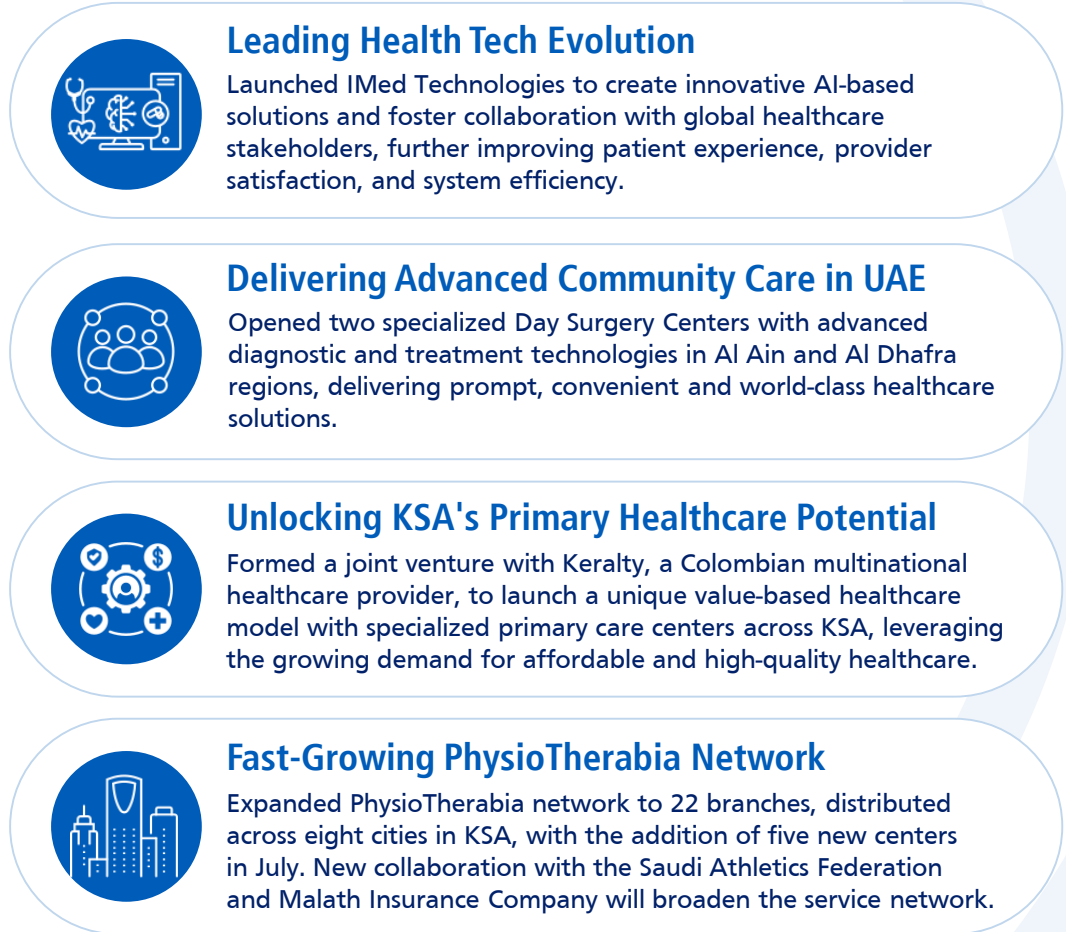 Leading Health Tech Evolution
Launched IMed Technologies to create innovative AI-based
solutions and foster collaboration with global healthcare
stakeholders, further improving patient experience, provider
satisfaction, and system efficiency.
Delivering Advanced Community Care in UAE
Opened two specialized Day Surgery Centers with advanced
diagnostic and treatment technologies in Al Ain and Al Dhafra
regions, delivering prompt, convenient and world-class healthcare
solutions.
Unlocking KSA's Primary Healthcare Potential
Formed a joint venture with Keralty, a Colombian multinational
healthcare provider, to launch a unique value-based healthcare
model with specialized primary care centers across KSA, leveraging
the growing demand for affordable and high-quality healthcare.
Fast-Growing PhysioTherabia Network
Expanded PhysioTherabia network to 22 branches, distributed
across eight cities in KSA, with the addition of five new centers
in July. New collaboration with the Saudi Athletics Federation
and Malath Insurance Company will broaden the service network.